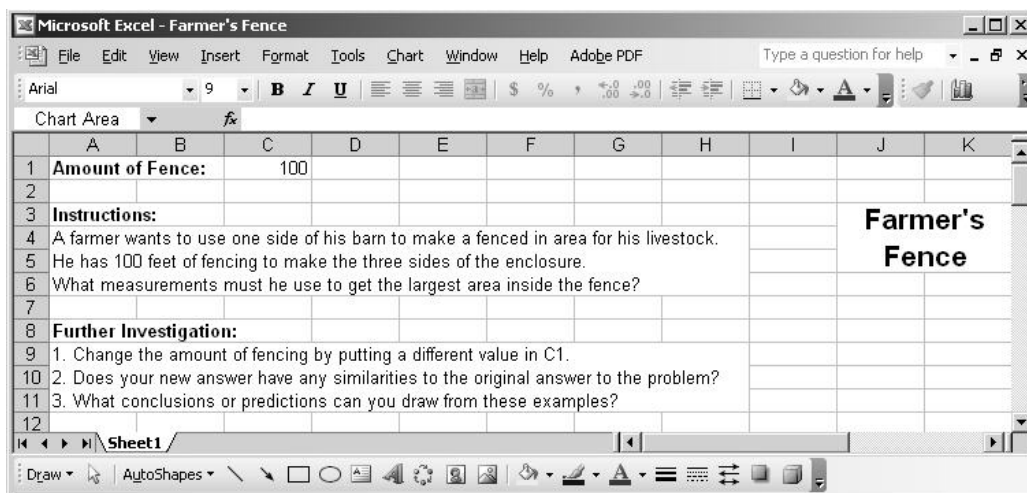 Microsoft Excel - Farmer's Fence
File Edit View Insert Format Tools Chart Window Help Adobe PDF Type a question for help
Arial 9 B I U $ % ,
Chart Area fx
A B C D E F G H I J K
1 Amount of Fence: 100
2
3 Instructions:
Farmer's
4 A farmer wants to use one side of his barn to make a fenced in area for his livestock.
5 He has 100 feet of fencing to make the three sides of the enclosure.
Fence
6 What measurements must he use to get the largest area inside the fence?
7
8 Further Investigation:
9 1. Change the amount of fencing by putting a different value in C1.
10 2. Does your new answer have any similarities to the original answer to the problem?
11 3. What conclusions or predictions can you draw from these examples?
12
Sheet1
Draw AutoShapes A A